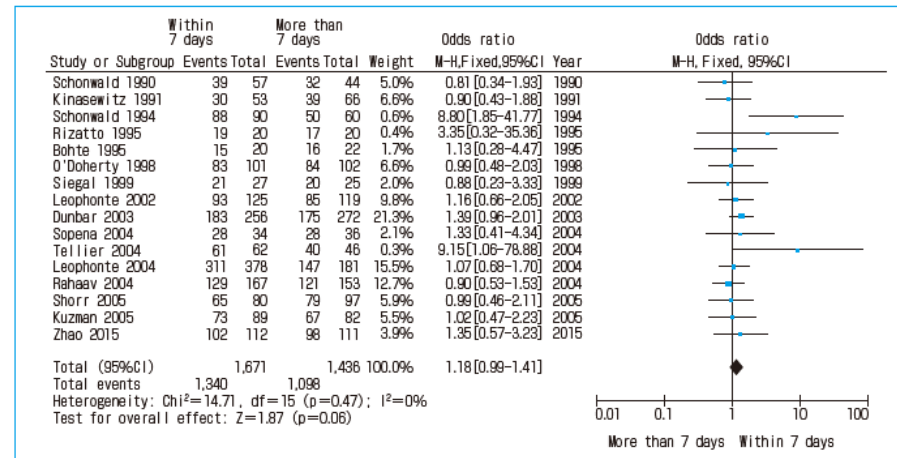 Within More than
7 days 7 days Odds ratio Odds ratio
Study or Subgroup Events Total Events Total Weight M-H,Fixed,95%CI Year M-H, Fixed, 95%CI
Schonwald 1990 39 57 32 44 5.0% 0.81[0.34-1.93] 1990
Kinasewitz 1991 30 53 39 66 6.6% 0.90[0.43-1.88] 1991
Schonwald 1994 88 90 50 60 0.6% 8.80[1.85-41.77] 1994
Rizatto 1995 19 20 17 20 0.4% 3.35[0.32-35.36] 1995
Bohte 1995 15 20 16 22 1.7% 1.13[0.28-4.47] 1995
O'Doherty 1998 83 101 84 102 6.6% 0.99[0.48-2.03] 1998
Siegal 1999 21 27 20 25 2.0% 0.88[0.23-3.33] 1999
Leophonte 2002 93 125 85 119 9.8% 1.16[0.66-2.05] 2002
Dunbar 2003 183 256 175 272 21.3% 1.39[0.96-2.01] 2003
Sopena 2004 28 34 28 36 2.1% 1.33[0.41-4.34] 2004
Tellier 2004 61 62 40 46 0.3% 9.15[1.06-78.88] 2004
Leophonte 2004 311 378 147 181 15.5% 1.07[0.68-1.70] 2004
Rahaav 2004 129 167 121 153 12.7% 0.90[0.53-1.53] 2004
Shorr 2005 65 80 79 97 5.9% 0.99[0.46-2.11] 2005
Kuzman 2005 73 89 67 82 5.6% 1.02[0.47-2.23] 2005
Zhao 2015 102 112 98 111 3.9% 1.35[0.57-3.23] 2015
Total (95%CI) 1,671 1,436 100.0% 1.18[0.99-1.41]
Total events 1,340 1,098
Heterogeneity: Chi²=14.71, df=15 (p=0.47); I²=0%
Test for overall effect: Z=1.87 (p=0.06)
0.01 0.1 1 10 100
More than 7 days Within 7 days